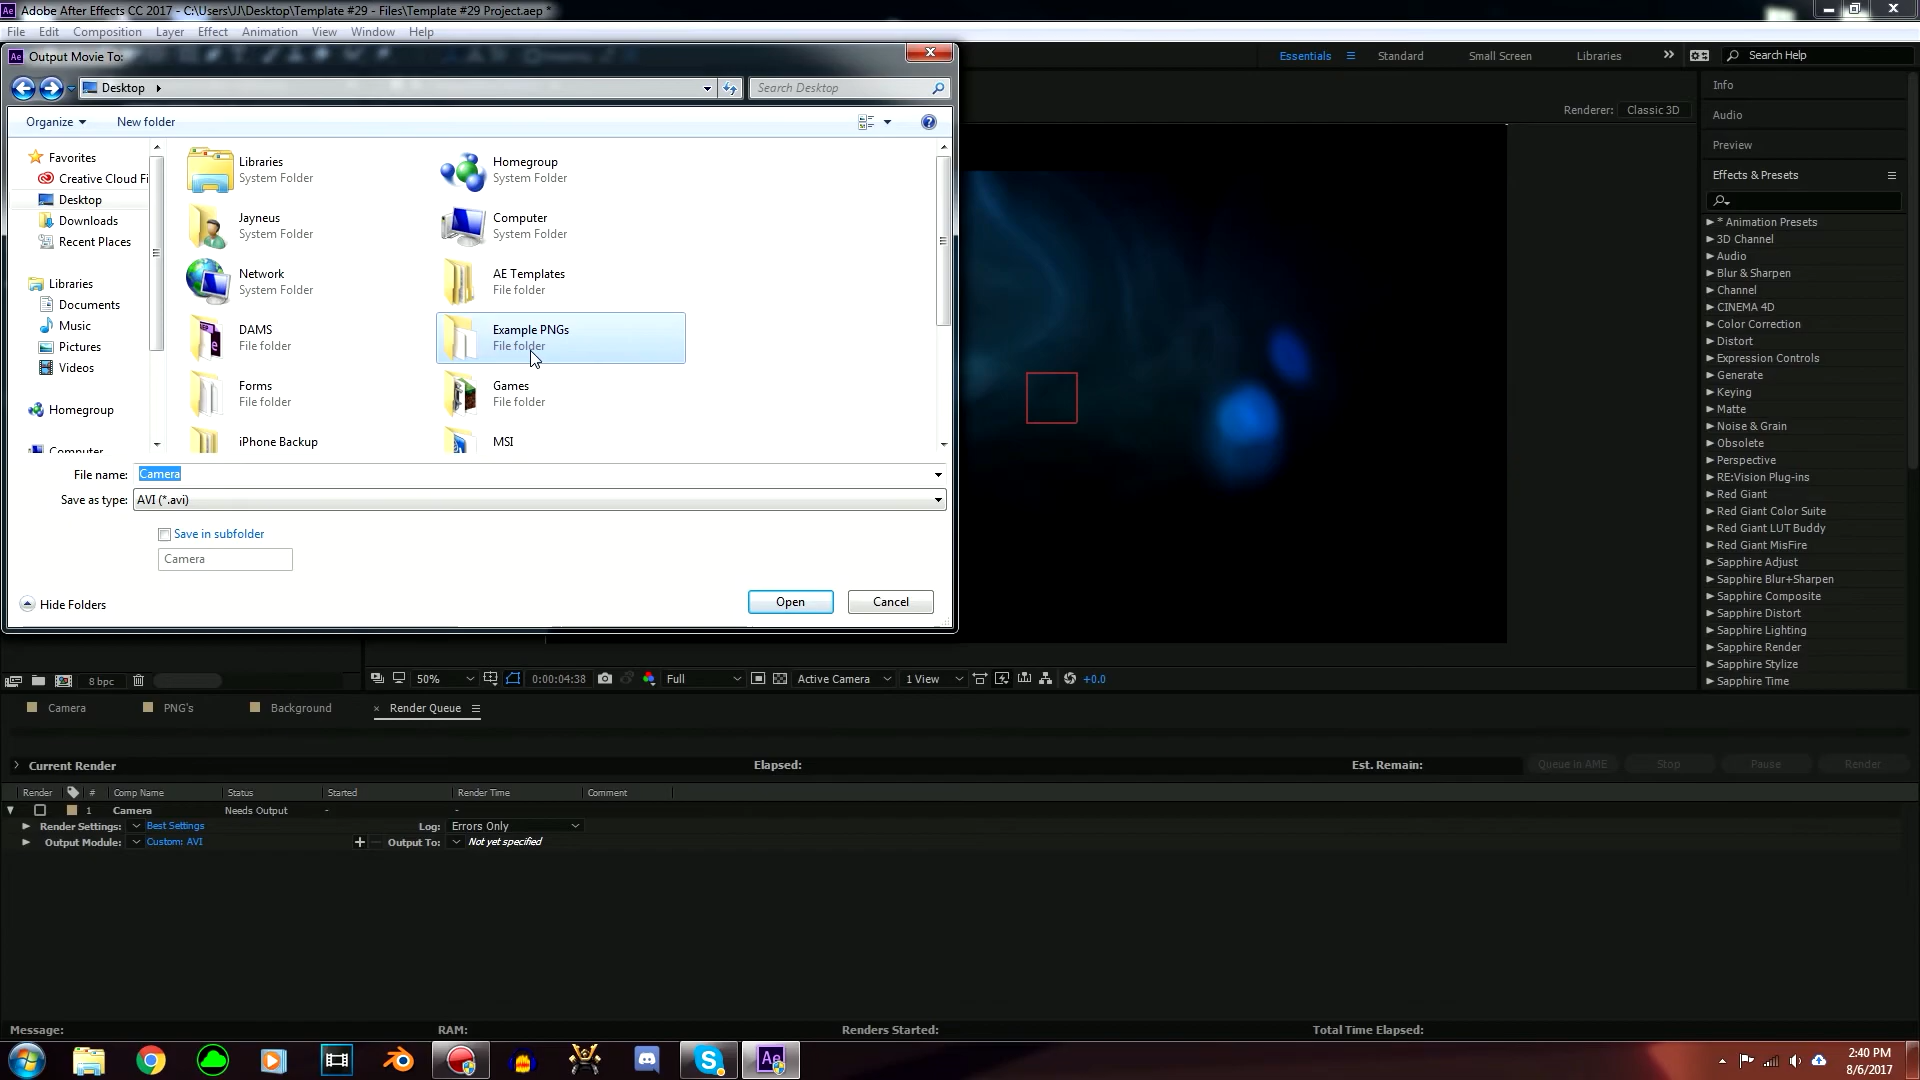 Adobe After Effects CC 2017 - C:\Users\JJ\Desktop\Template #29 - Files\Template #29 Project.aep *
File Edit Composition Layer Effect Animation View Window Help
Output Movie To:
Essentials Standard Small Screen Libraries Search Help
Desktop
Search Desktop
Organize New folder
Renderer: Classic 3D
Favorites
Creative Cloud Fi
Desktop
Downloads
Recent Places
Libraries
Documents
Music
Pictures
Videos
Homegroup
Computer
Libraries
System Folder
Homegroup
System Folder
Jayneus
System Folder
Computer
System Folder
Network
System Folder
AE Templates
File folder
DAMS
File folder
Example PNGs
File folder
Forms
File folder
Games
File folder
iPhone Backup
MSI
File name: Camera
Save as type: AVI (*.avi)
Save in subfolder
Camera
Hide Folders
Open Cancel
Info
Audio
Preview
Effects & Presets
* Animation Presets
3D Channel
Audio
Blur & Sharpen
Channel
CINEMA 4D
Color Correction
Distort
Expression Controls
Generate
Keying
Matte
Noise & Grain
Obsolete
Perspective
RE:Vision Plug-ins
Red Giant
Red Giant Color Suite
Red Giant LUT Buddy
Red Giant MisFire
Sapphire Adjust
Sapphire Blur+Sharpen
Sapphire Composite
Sapphire Distort
Sapphire Lighting
Sapphire Render
Sapphire Stylize
Sapphire Time
8 bpc
50% 0:00:04:38 Full Active Camera 1 View +0.0
Camera PNG's Background Render Queue
Current Render Elapsed: Est. Remain: Queue in AME Stop Pause Render
Render # Comp Name Status Started Render Time Comment
1 Camera Needs Output - -
Render Settings: Best Settings Log: Errors Only
Output Module: Custom: AVI Output To: Not yet specified
Message: RAM: Renders Started: Total Time Elapsed:
Ae
2:40 PM
8/6/2017